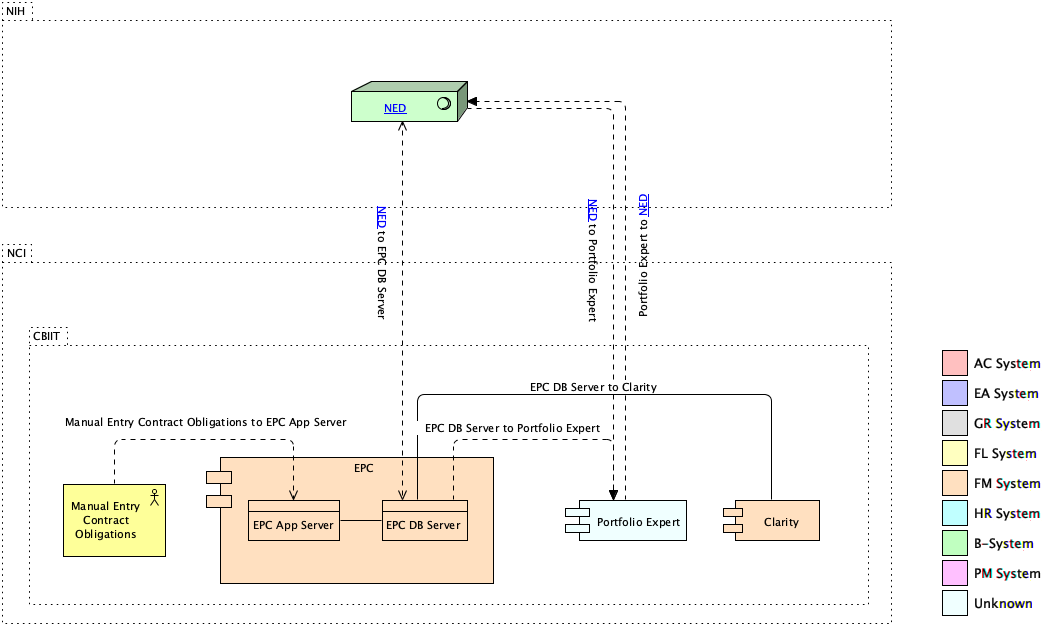 NIH
NED
NED to EPC DB Server
NED to Portfolio Expert
Portfolio Expert to NED
NCI
CBIIT
EPC DB Server to Clarity
Manual Entry Contract Obligations to EPC App Server
EPC DB Server to Portfolio Expert
EPC
Manual Entry
Contract
Obligations
EPC App Server
EPC DB Server
Portfolio Expert
Clarity
AC System
EA System
GR System
FL System
FM System
HR System
B-System
PM System
Unknown